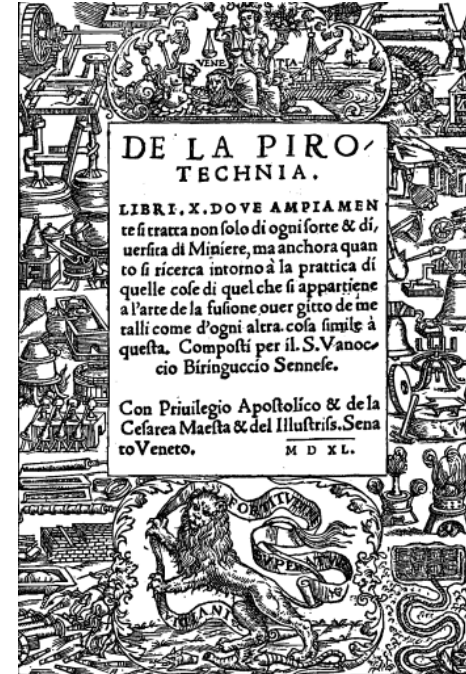 VENE TIA
DE LA PIRO-
TECHNIA.
LIBRI.X.DOVE AMPIAMEN
te si tratta non solo di ogni sorte & di
uersita di Miniere, ma anchora quan
to si ricerca intorno à la prattica di
quelle cose di quel che si appartiene
a l'arte de la fusione ouer gitto de me
talli come d'ogni altra cosa simile à
questa. Composti per il. S. Vanoc-
cio Biringuccio Sennese.
Con Priuilegio Apostolico & de la
Cesarea Maesta & del Illustriss. Sena
to Veneto.
M D XL.